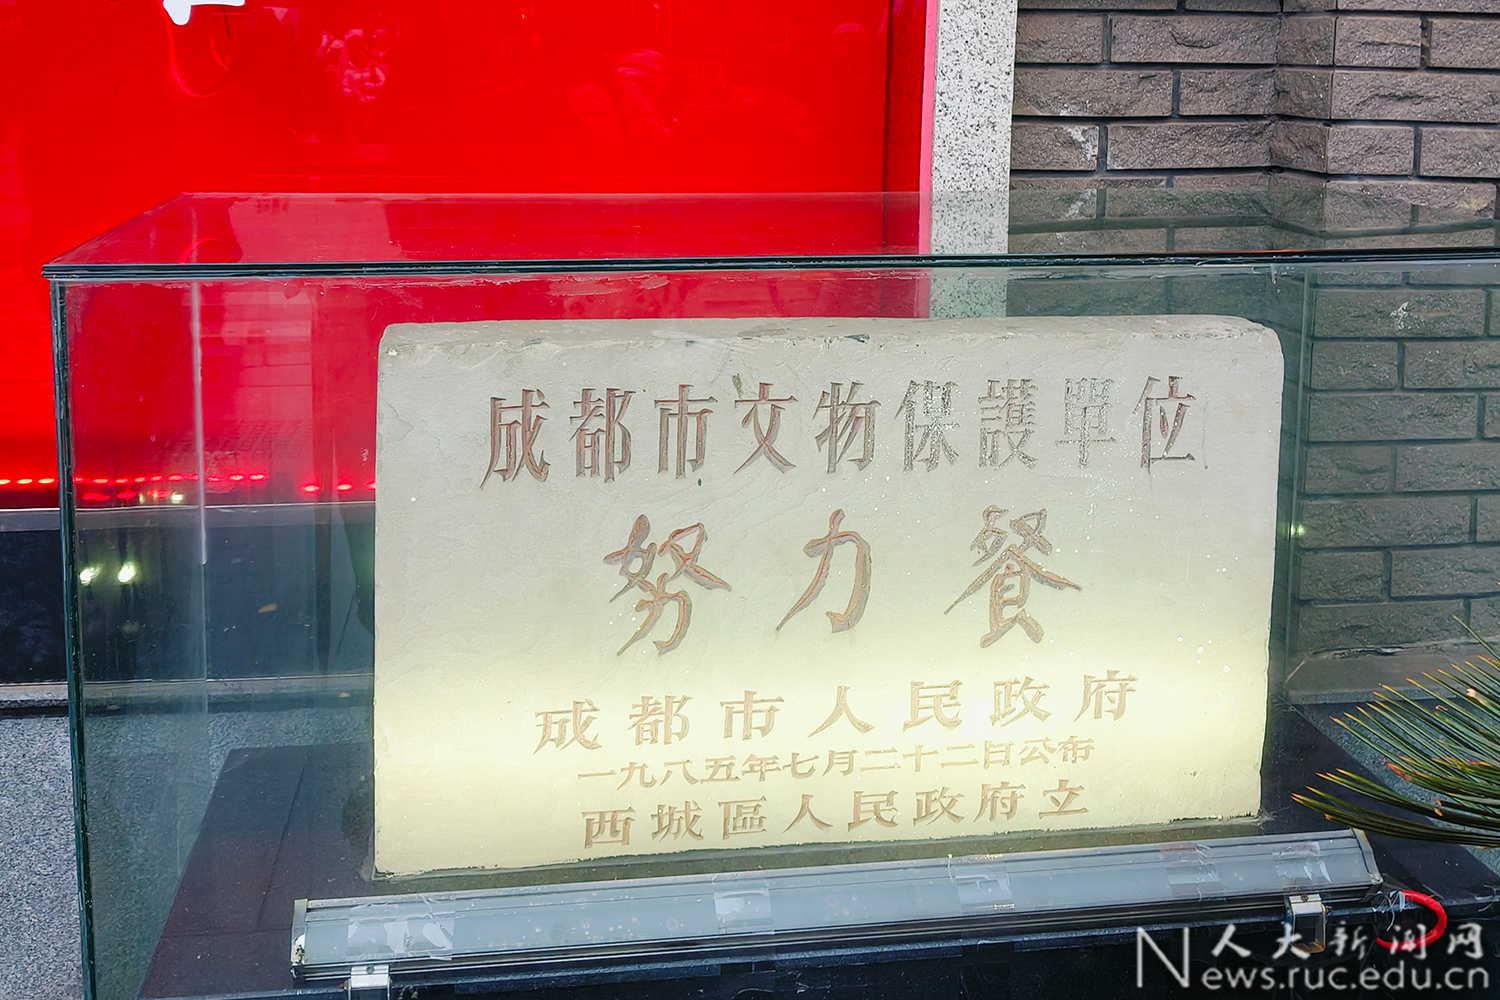 成都市文物保護單位
努力餐
成都市人民政府
一九八五年七月二十二日公布
西城區人民政府立
人大新闻网
News.ruc.edu.cn